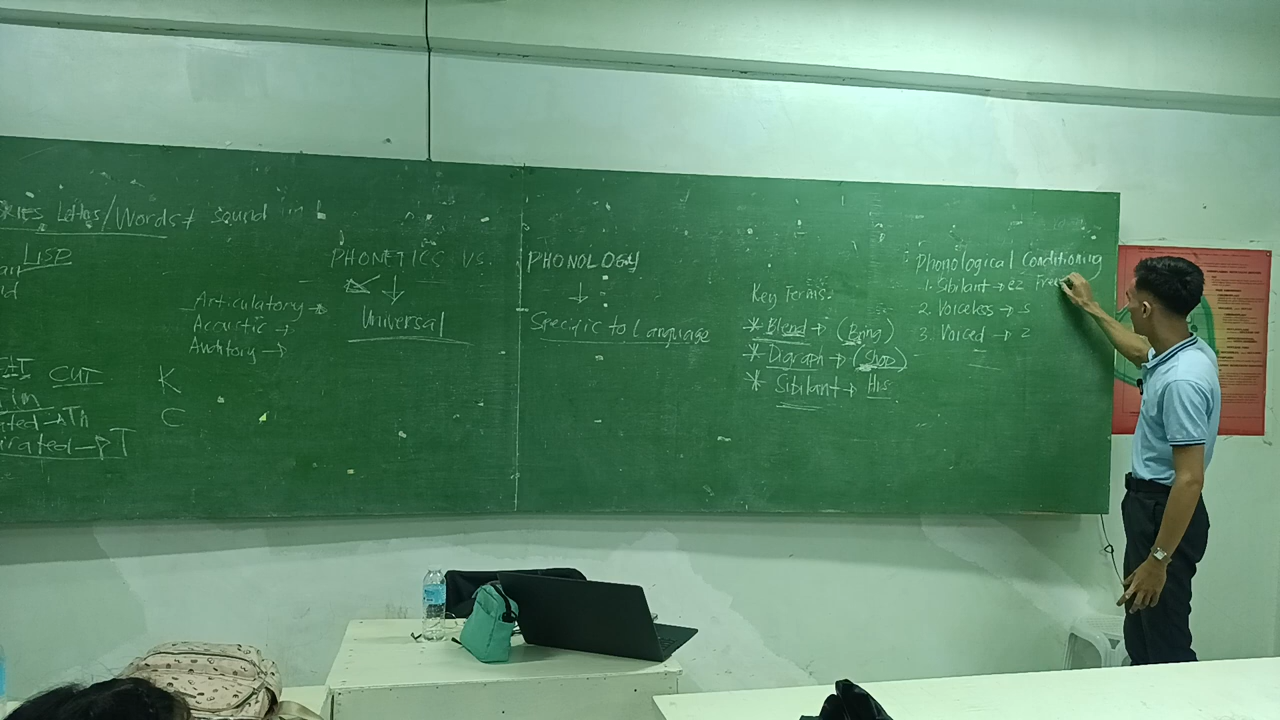 Letters/Words ≠ Sound in
LISP
CUT
K
C
→ Th
→ T
PHONETICS VS. PHONOLOGY
Articulatory →
Acoustic →
Auditory →
Universal
Specific to Language
Key Terms:
* Blend → (Bring)
* Digraph → (Shop)
* Sibilant → His
Phonological Conditioning
1. Sibilant → ez
2. Voiceless → s
3. Voiced → z